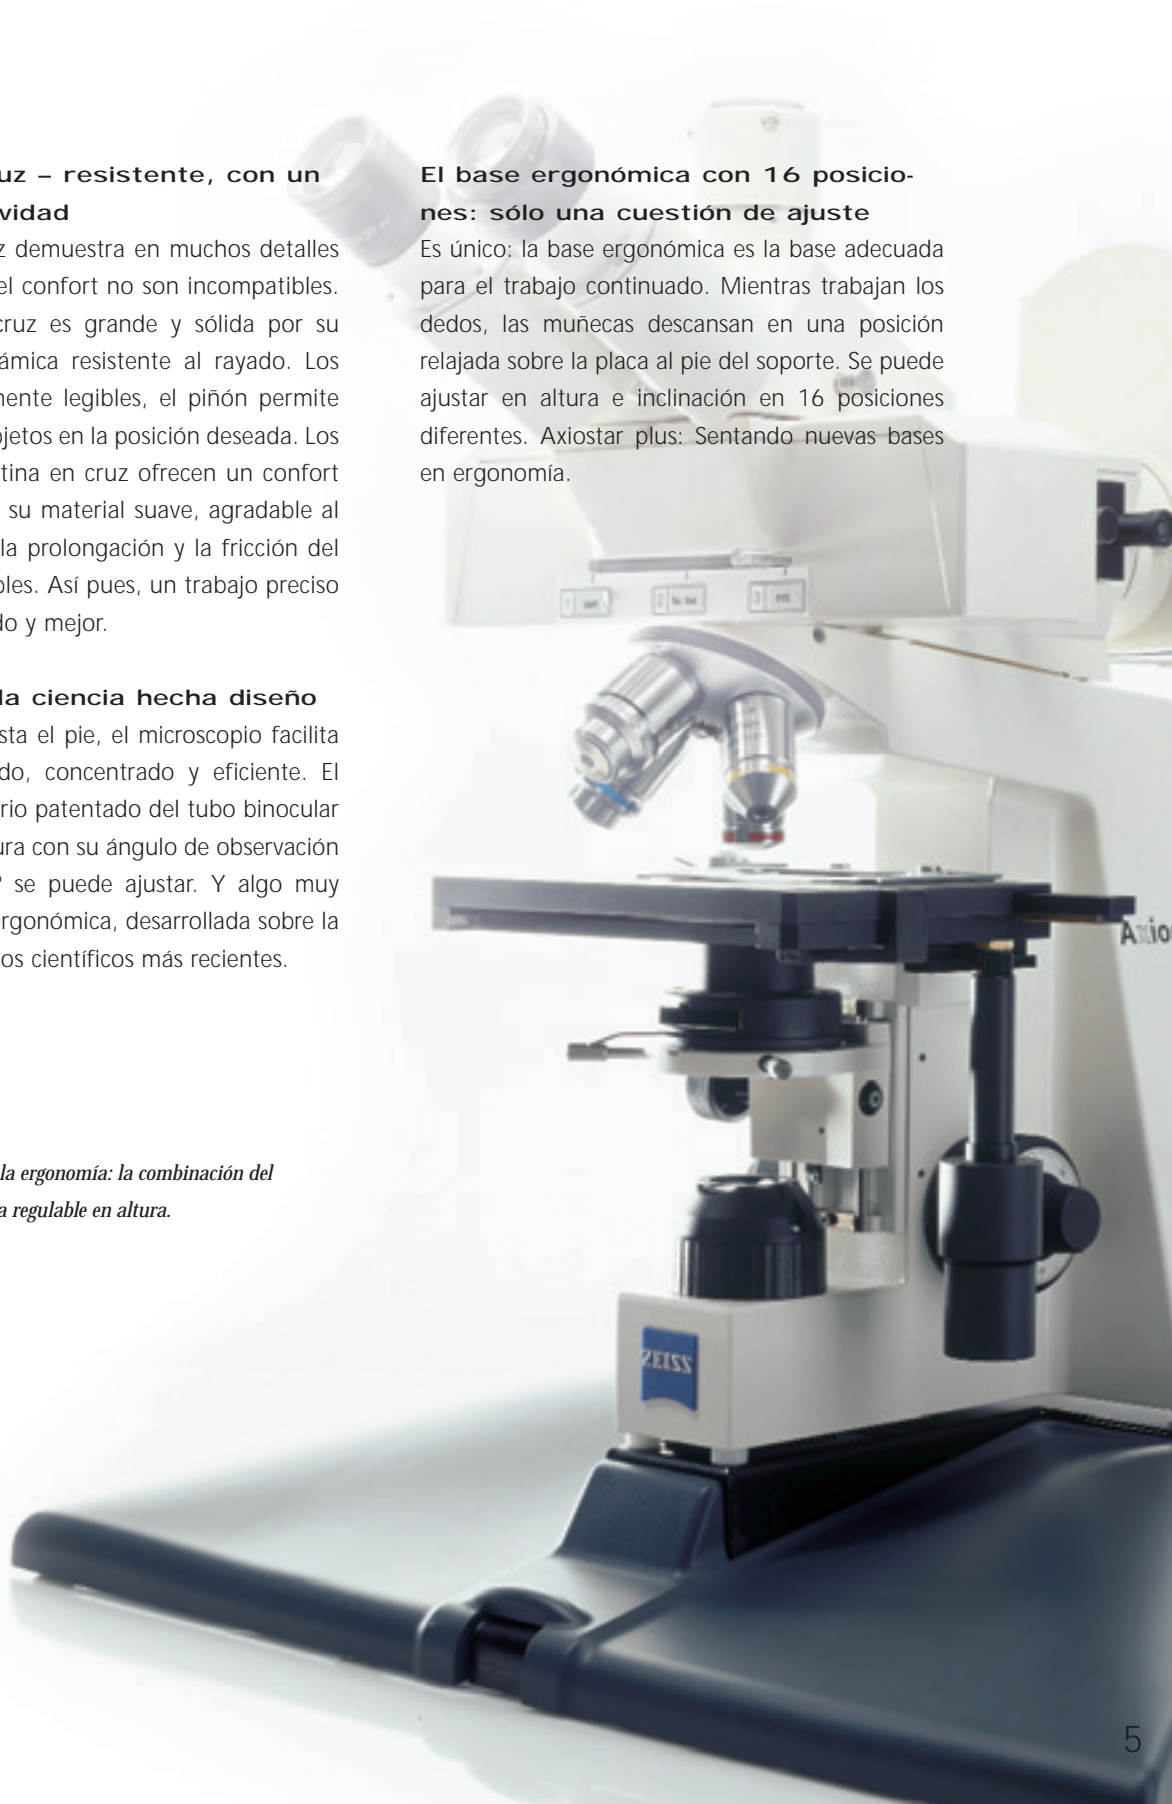 uz – resistente, con un
vidad
z demuestra en muchos detalles
el confort no son incompatibles.
cruz es grande y sólida por su
ámica resistente al rayado. Los
mente legibles, el piñón permite
bjetos en la posición deseada. Los
tina en cruz ofrecen un confort
su material suave, agradable al
la prolongación y la fricción del
bles. Así pues, un trabajo preciso
do y mejor.
la ciencia hecha diseño
sta el pie, el microscopio facilita
do, concentrado y eficiente. El
rio patentado del tubo binocular
ura con su ángulo de observación
se puede ajustar. Y algo muy
ergonómica, desarrollada sobre la
os científicos más recientes.
la ergonomía: la combinación del
a regulable en altura.
El base ergonómica con 16 posicio-
nes: sólo una cuestión de ajuste
Es único: la base ergonómica es la base adecuada
para el trabajo continuado. Mientras trabajan los
dedos, las muñecas descansan en una posición
relajada sobre la placa al pie del soporte. Se puede
ajustar en altura e inclinación en 16 posiciones
diferentes. Axiostar plus: Sentando nuevas bases
en ergonomía.
1
2
3
Axio
ZEISS
5